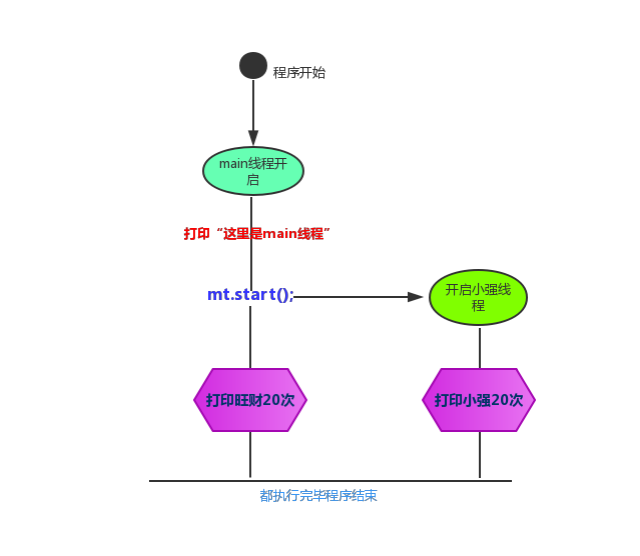 程序开始
main线程开
启
打印“这里是main线程”
mt.start();
开启小强线
程
打印旺财20次
打印小强20次
都执行完毕程序结束